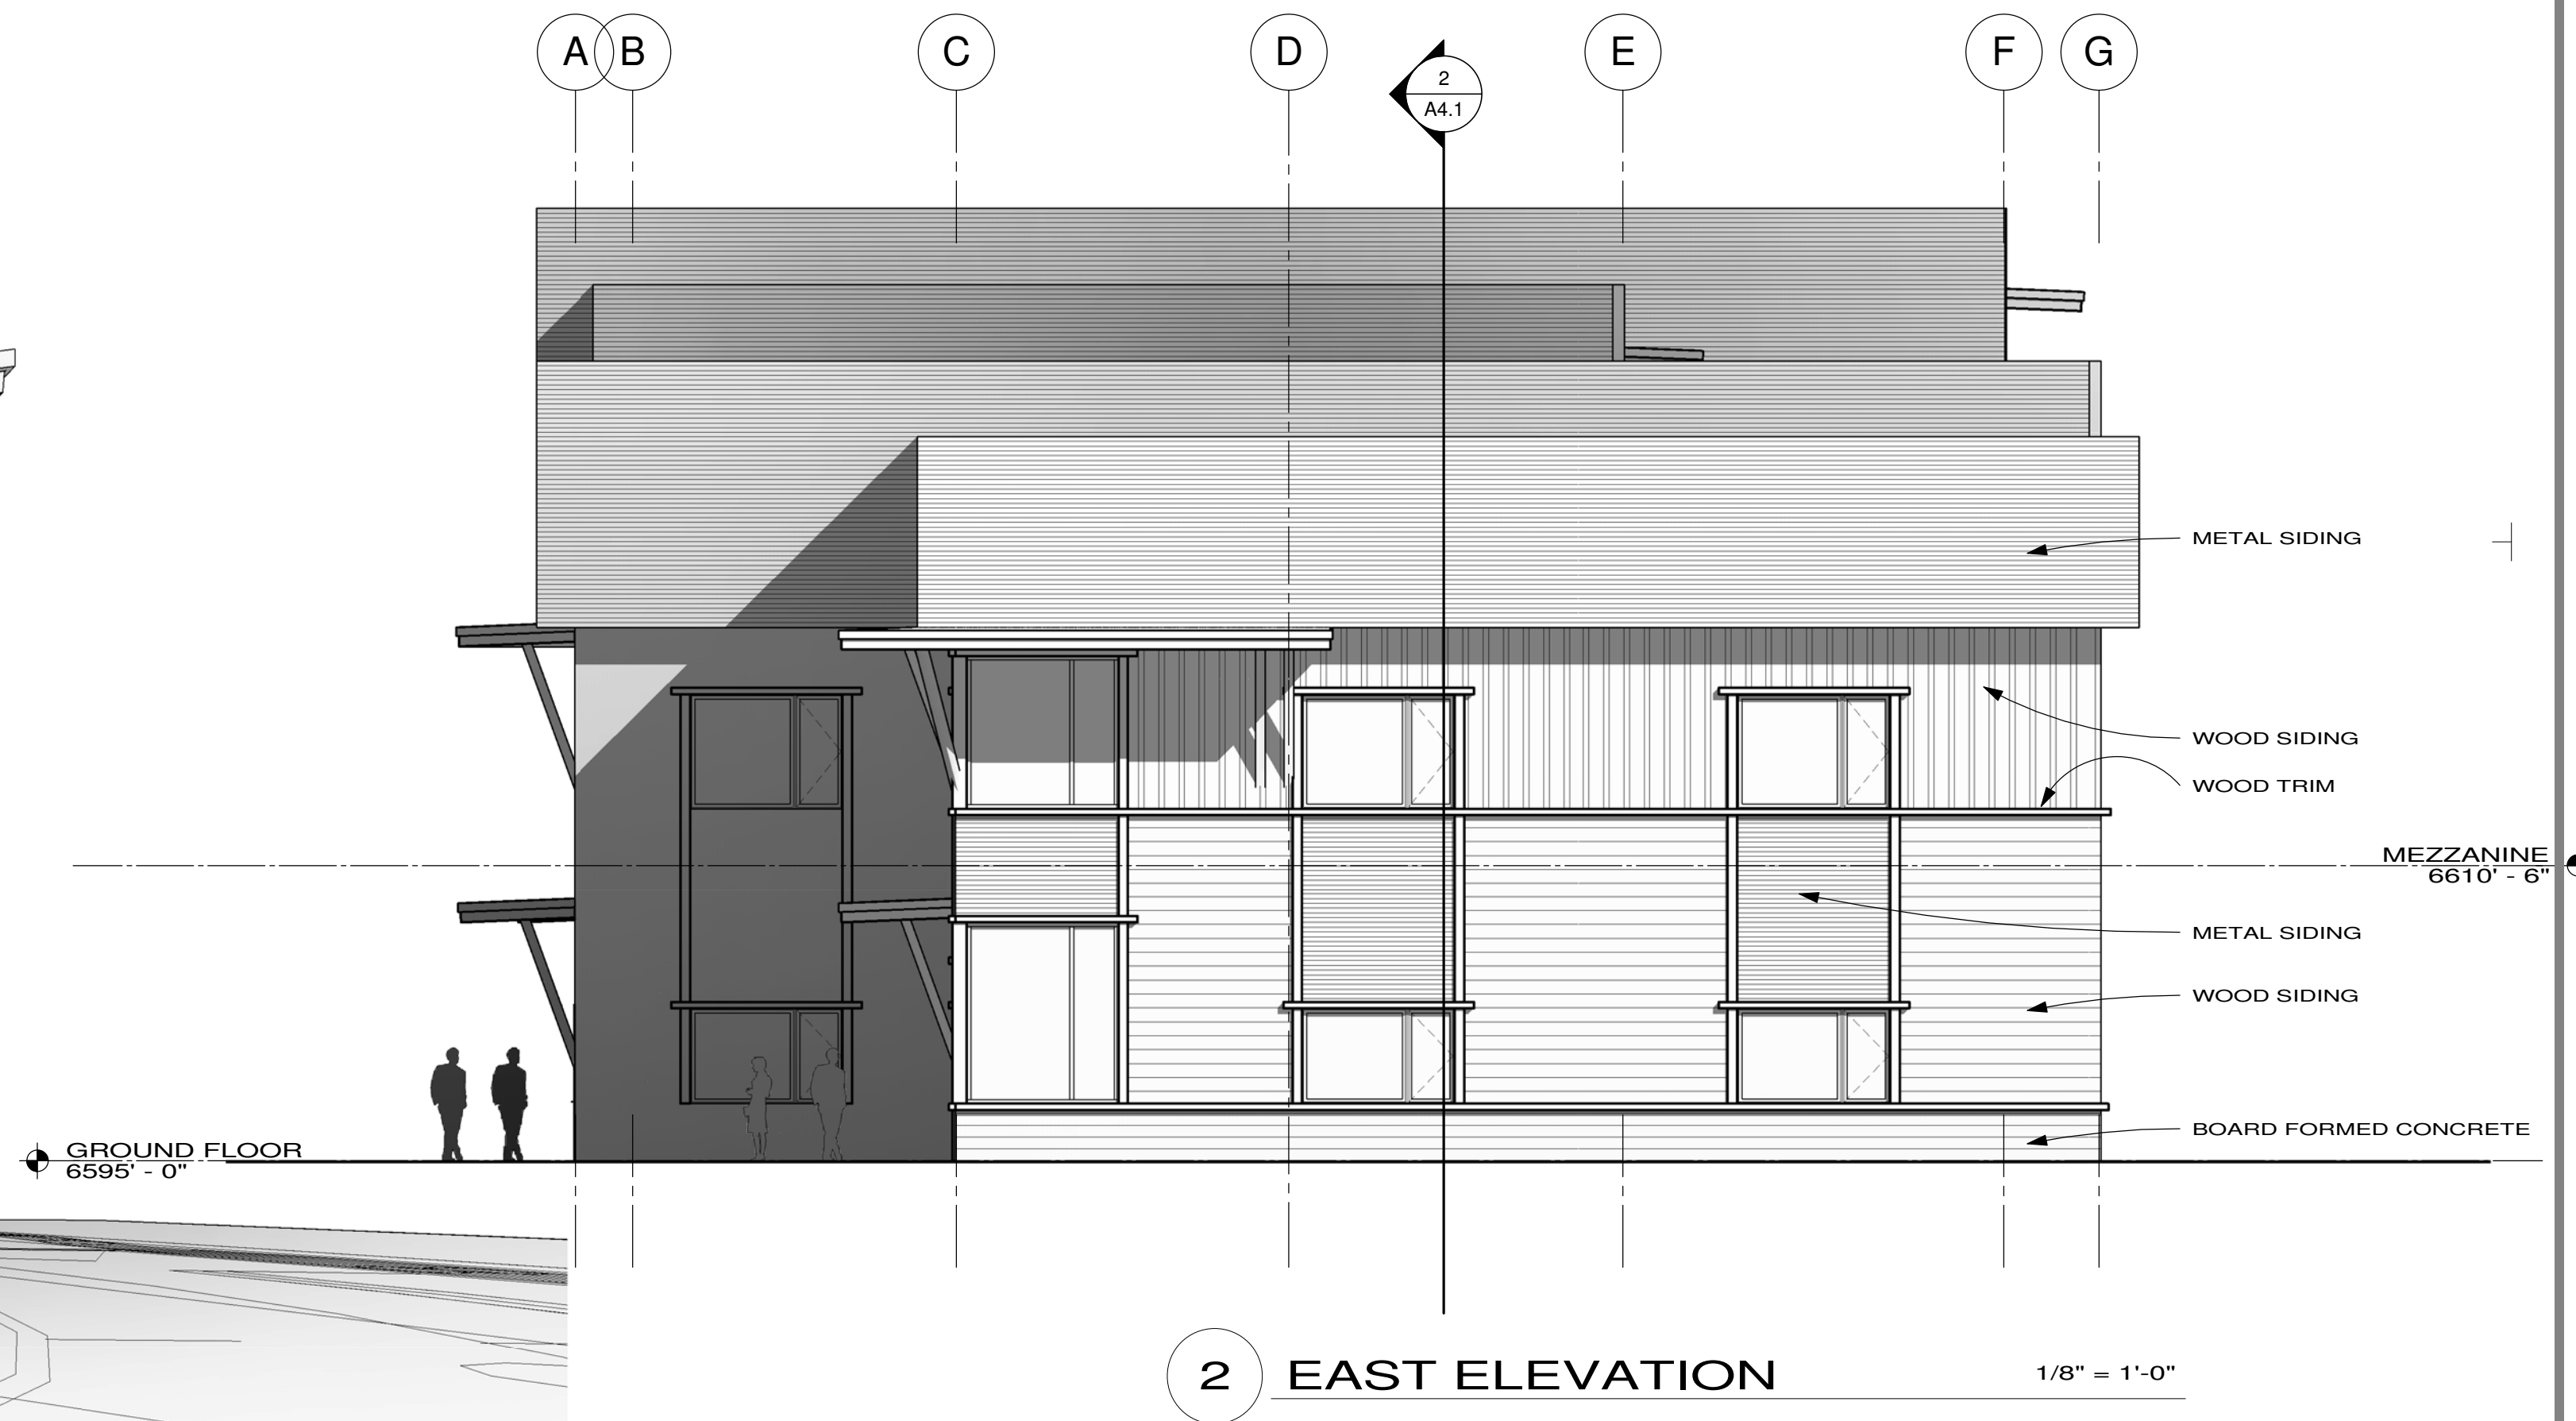 A B C D E F G
2
A4.1
METAL SIDING
WOOD SIDING
WOOD TRIM
MEZZANINE
6610' - 6"
METAL SIDING
WOOD SIDING
BOARD FORMED CONCRETE
GROUND FLOOR
6595' - 0"
2 EAST ELEVATION 1/8" = 1'-0"